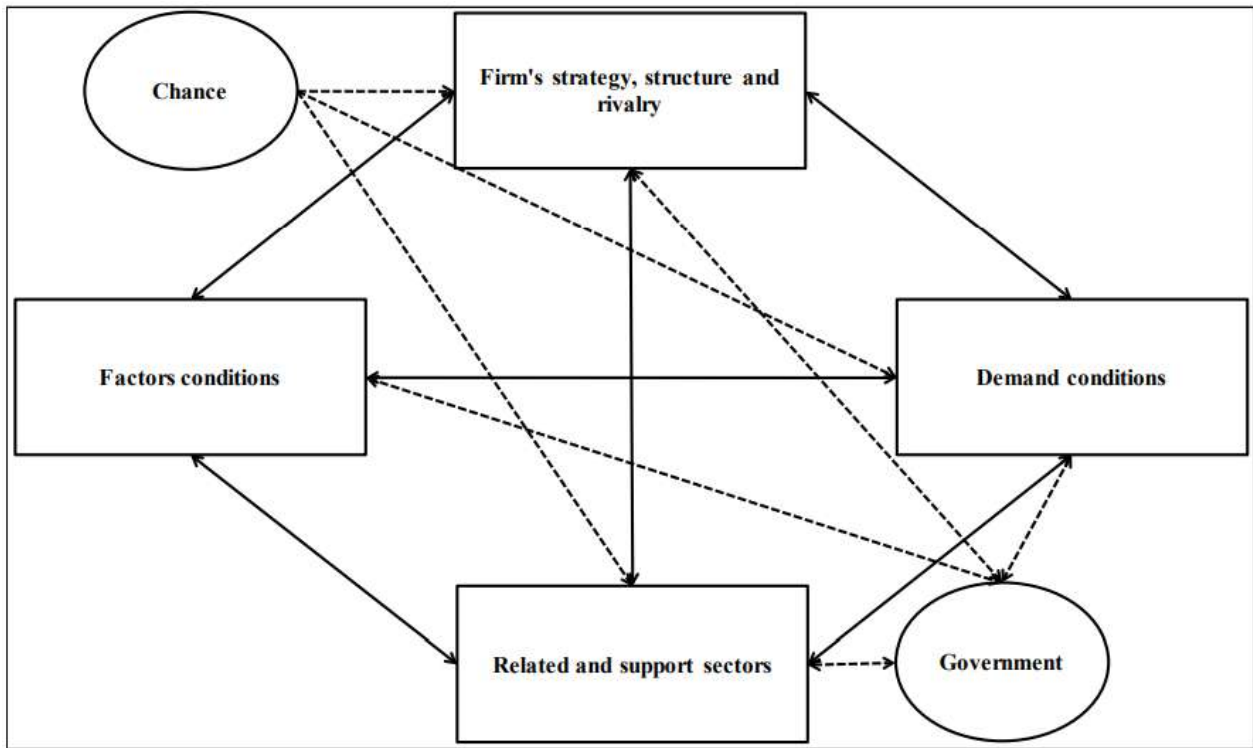 Chance
Firm's strategy, structure and
rivalry
Factors conditions
Demand conditions
Related and support sectors
Government